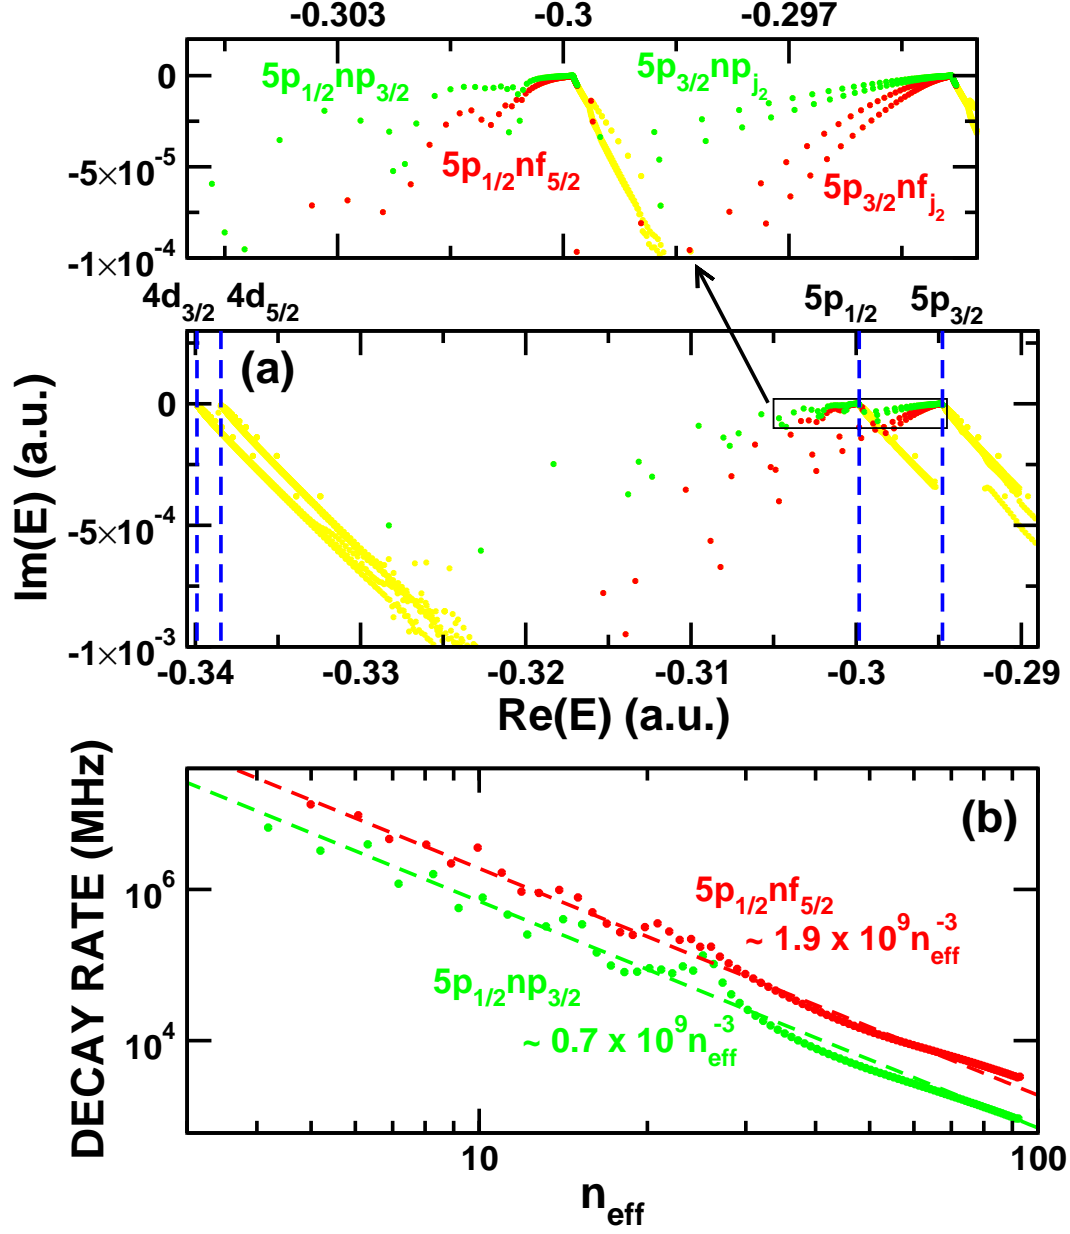 -0.303 -0.3 -0.297
0
-5×10⁻⁵
-1×10⁻⁴
5p₁/₂np₃/₂
5p₃/₂npⱼ₂
5p₁/₂nf₅/₂
5p₃/₂nfⱼ₂
4d₃/₂ 4d₅/₂ 5p₁/₂ 5p₃/₂
(a)
Im(E) (a.u.)
0
-5×10⁻⁴
-1×10⁻³
-0.34 -0.33 -0.32 -0.31 -0.3 -0.29
Re(E) (a.u.)
(b)
DECAY RATE (MHz)
10⁶
10⁴
5p₁/₂nf₅/₂
~ 1.9 x 10⁹n_eff⁻³
5p₁/₂np₃/₂
~ 0.7 x 10⁹n_eff⁻³
10 100
n_eff